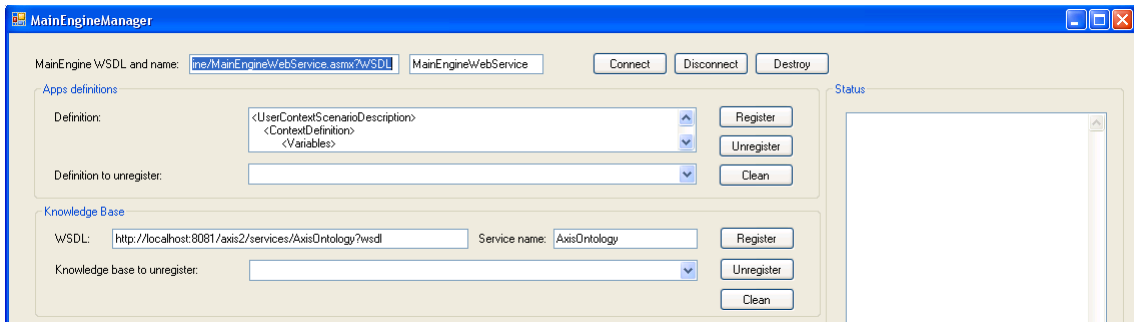 MainEngineManager
MainEngine WSDL and name: ine/MainEngineWebService.asmx?WSDL MainEngineWebService Connect Disconnect Destroy
Apps definitions
Status
Definition: <UserContextScenarioDescription> Register
<ContextDefinition>
<Variables> Unregister
Definition to unregister: Clean
Knowledge Base
WSDL: http://localhost:8081/axis2/services/AxisOntology?wsdl Service name: AxisOntology Register
Knowledge base to unregister: Unregister
Clean